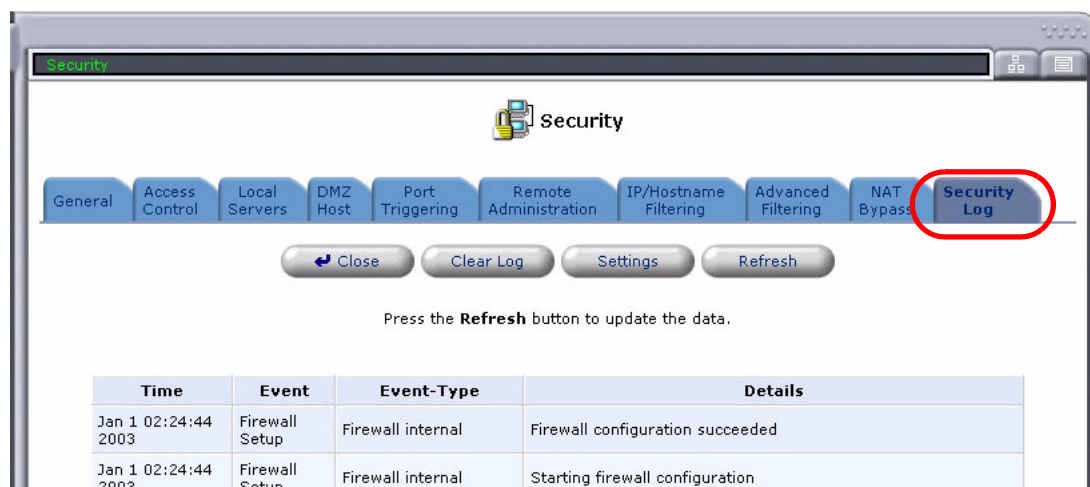 Security
Security
General
Access Control
Local Servers
DMZ Host
Port Triggering
Remote Administration
IP/Hostname Filtering
Advanced Filtering
NAT Bypass
Security Log
Close
Clear Log
Settings
Refresh
Press the Refresh button to update the data.
Time Event Event-Type Details
Jan 1 02:24:44 2003 Firewall Setup Firewall internal Firewall configuration succeeded
Jan 1 02:24:44 2003 Firewall Setup Firewall internal Starting firewall configuration